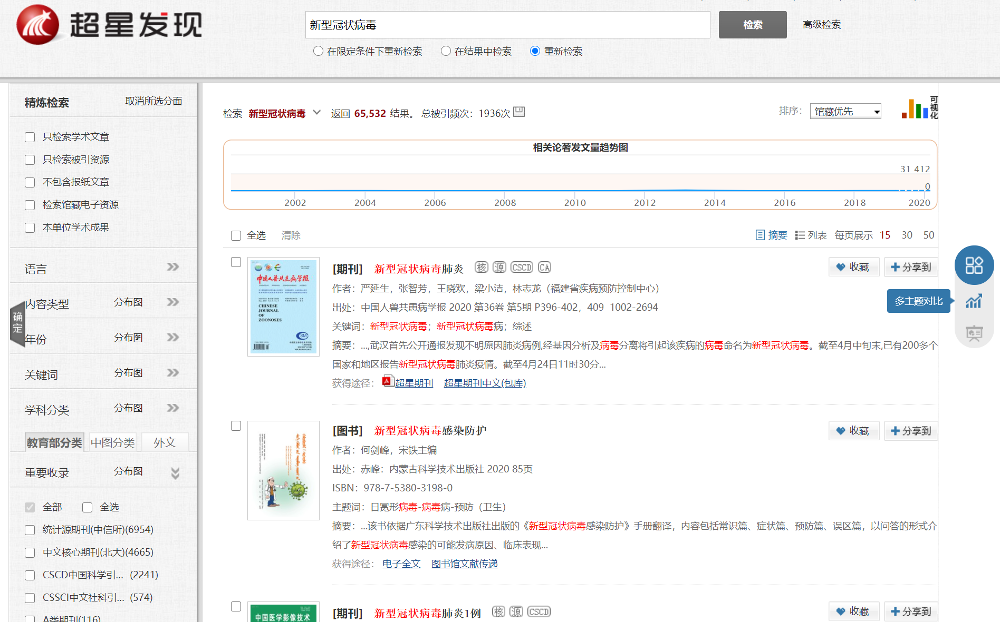 超星发现
新型冠状病毒
检索
高级检索
在限定条件下重新检索
在结果中检索
重新检索
精炼检索
取消所选分面
只检索学术文章
只检索被引资源
不包含报纸文章
检索馆藏电子资源
本单位学术成果
语言
内容类型 分布图
年份 分布图
关键词 分布图
学科分类 分布图
确定
教育部分类 中图分类 外文
重要收录 分布图
全部 全选
统计源期刊(中信所)(6954)
中文核心期刊(北大)(4665)
CSCD中国科学引... (2241)
CSSCI中文社科引... (574)
A类期刊(116)
检索 新型冠状病毒 返回 65,532 结果。 总被引频次：1936次
排序： 馆藏优先
可视化
相关论著发文量趋势图
31 412
0
2002 2004 2006 2008 2010 2012 2014 2016 2018 2020
全选 清除
摘要 列表 每页展示 15 30 50
中国人兽共患病学报
CHINESE
JOURNAL
OF
ZOONOSES
[期刊] 新型冠状病毒肺炎 核 源 CSCD CA
收藏 分享到
作者：严延生，张智芳，王晓欢，梁小洁，林志龙（福建省疾病预防控制中心）
出处：中国人兽共患病学报 2020 第36卷 第5期 P396-402，409 1002-2694
关键词：新型冠状病毒；新型冠状病毒病；综述
摘要：...,武汉首先公开通报发现不明原因肺炎病例,经基因分析及病毒分离将引起该疾病的病毒命名为新型冠状病毒。截至4月中旬末,已有200多个
国家和地区报告新型冠状病毒肺炎疫情。截至4月24日11时30分...
获得途径： 超星期刊 超星期刊中文(包库)
多主题对比
[图书] 新型冠状病毒感染防护
收藏 分享到
作者：何剑峰，宋铁主编
出处：赤峰：内蒙古科学技术出版社 2020 85页
ISBN：978-7-5380-3198-0
主题词：日冕形病毒-病毒病-预防（卫生）
摘要：...该书依据广东科学技术出版社出版的《新型冠状病毒感染防护》手册翻译，内容包括常识篇、症状篇、预防篇、误区篇，以问答的形式介
绍了新型冠状病毒感染的可能发病原因、临床表现...
获得途径： 电子全文 图书馆文献传递
中国医学影像技术
[期刊] 新型冠状病毒肺炎1例 核 源 CSCD
收藏 分享到